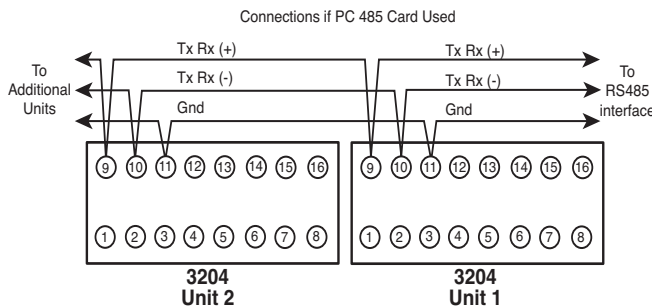 Connections if PC 485 Card Used
Tx Rx (+) Tx Rx (+)
To
Additional
Units
Tx Rx (-) Tx Rx (-)
Gnd Gnd
To
RS485
interface
9 10 11 12 13 14 15 16 9 10 11 12 13 14 15 16
1 2 3 4 5 6 7 8 1 2 3 4 5 6 7 8
3204 3204
Unit 2 Unit 1